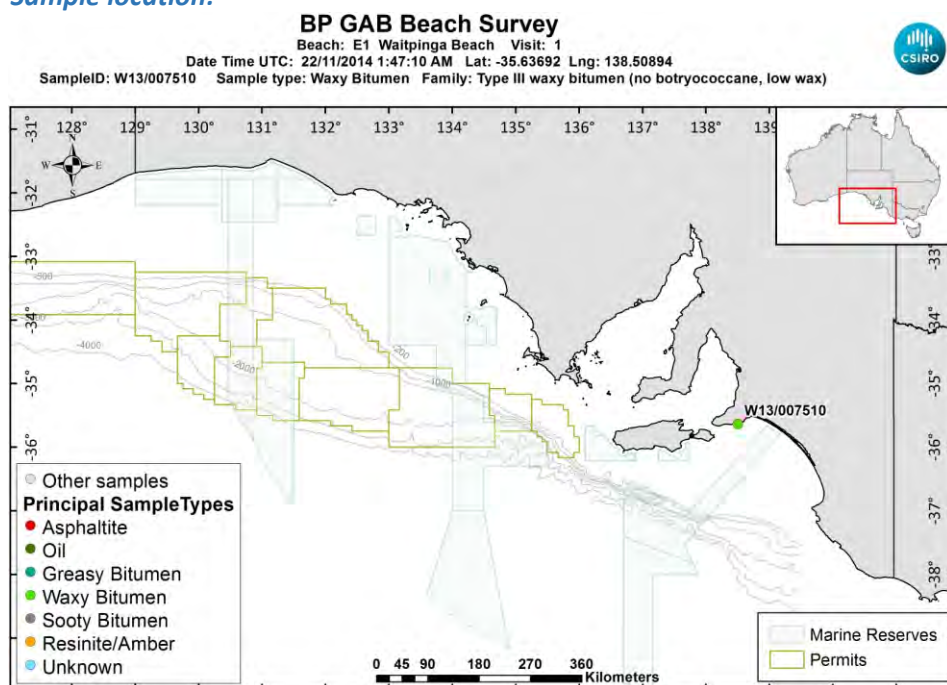 Sample location:
BP GAB Beach Survey
Beach: E1 Waitpinga Beach Visit: 1
Date Time UTC: 22/11/2014 1:47:10 AM Lat: -35.63692 Lng: 138.50894
SampleID: W13/007510 Sample type: Waxy Bitumen Family: Type III waxy bitumen (no botryococcane, low wax)
CSIRO
128° 129° 130° 131° 132° 133° 134° 135° 136° 137° 138° 139
N
W E
S
-31° -32° -33° -34° -35° -36° -37° -38°
-33° -34° -35° -36° -37° -38°
-4000
-2000
-200
-1000
W13/007510
Other samples
Principal SampleTypes
Asphaltite
Oil
Greasy Bitumen
Waxy Bitumen
Sooty Bitumen
Resinite/Amber
Unknown
0 45 90 180 270 360
Kilometers
Marine Reserves
Permits